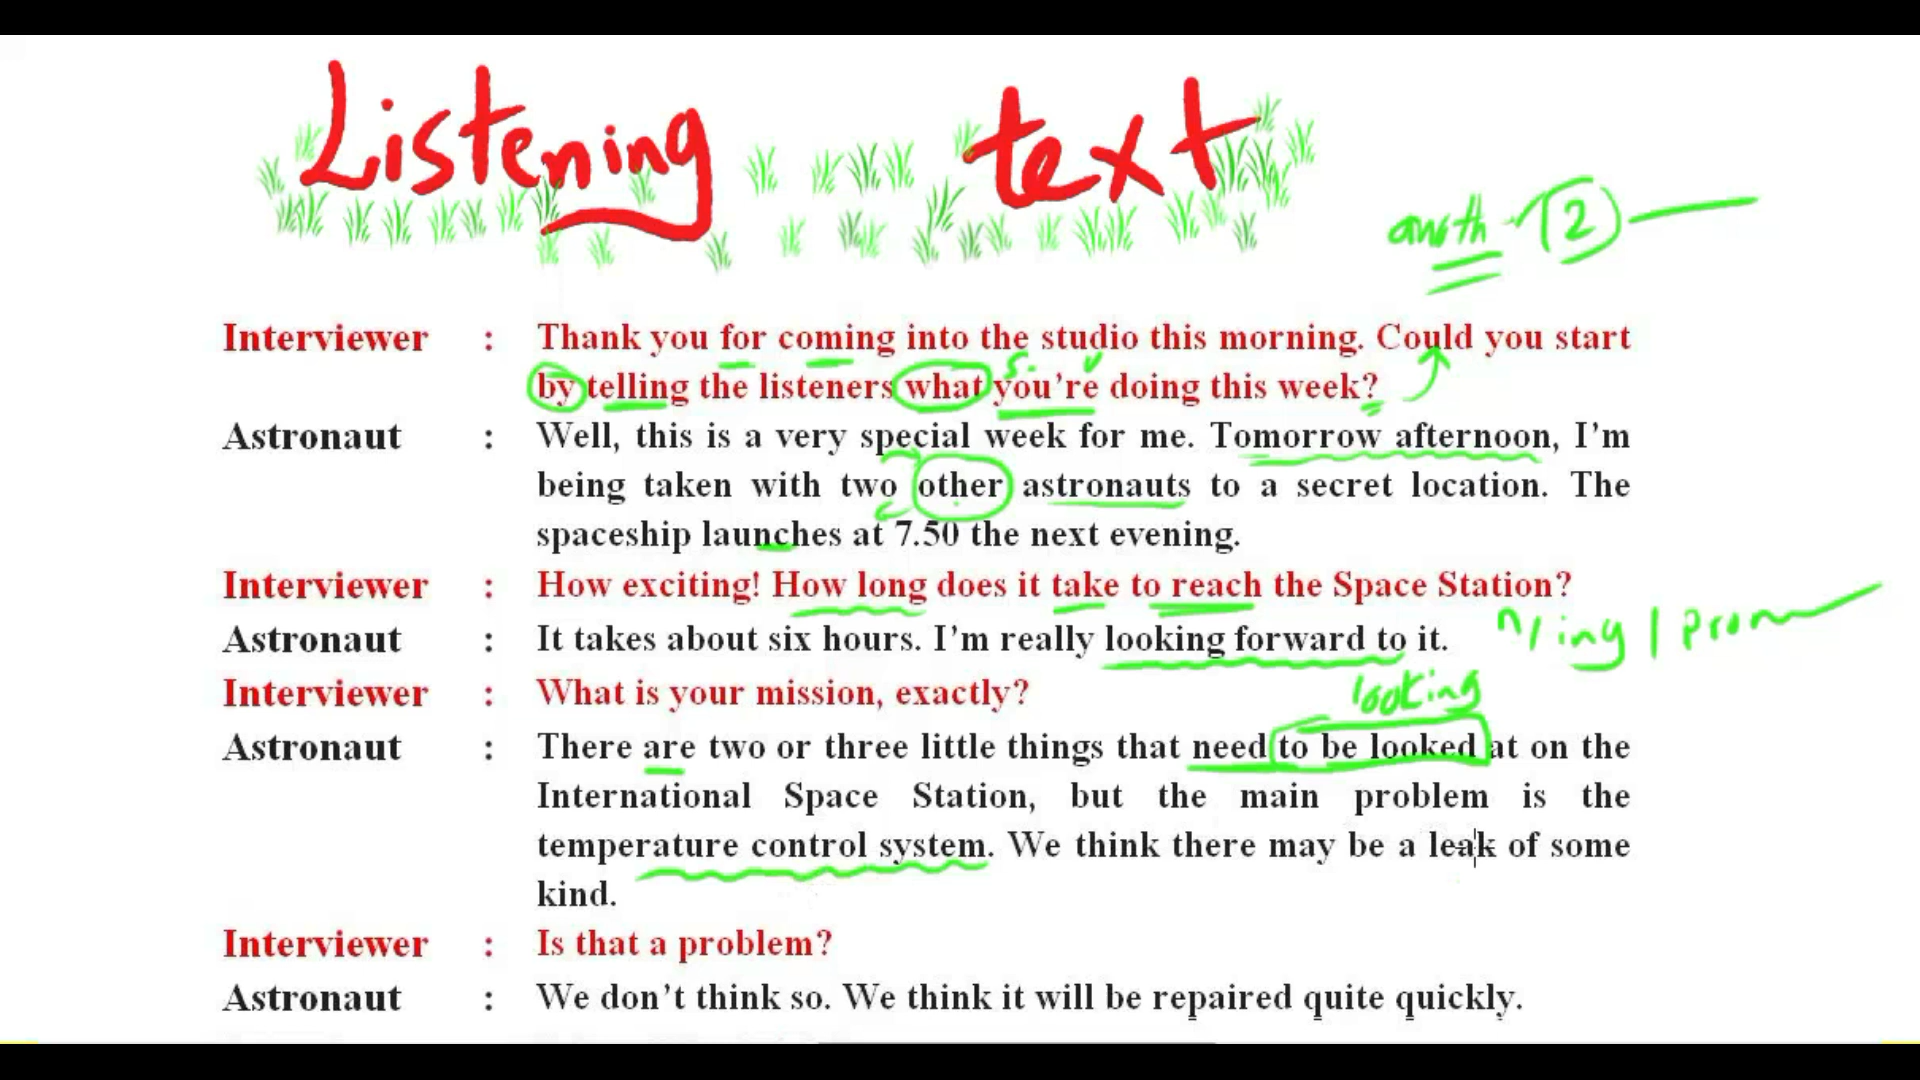 Listening text
2
Interviewer : Thank you for coming into the studio this morning. Could you start
s. v
by telling the listeners what you're doing this week?
Astronaut : Well, this is a very special week for me. Tomorrow afternoon, I'm
being taken with two other astronauts to a secret location. The
spaceship launches at 7.50 the next evening.
Interviewer : How exciting! How long does it take to reach the Space Station?
Astronaut : It takes about six hours. I'm really looking forward to it.
n / ing | pron
Interviewer : What is your mission, exactly?
looking
Astronaut : There are two or three little things that need to be looked at on the
International Space Station, but the main problem is the
temperature control system. We think there may be a leak of some
kind.
Interviewer : Is that a problem?
Astronaut : We don't think so. We think it will be repaired quite quickly.